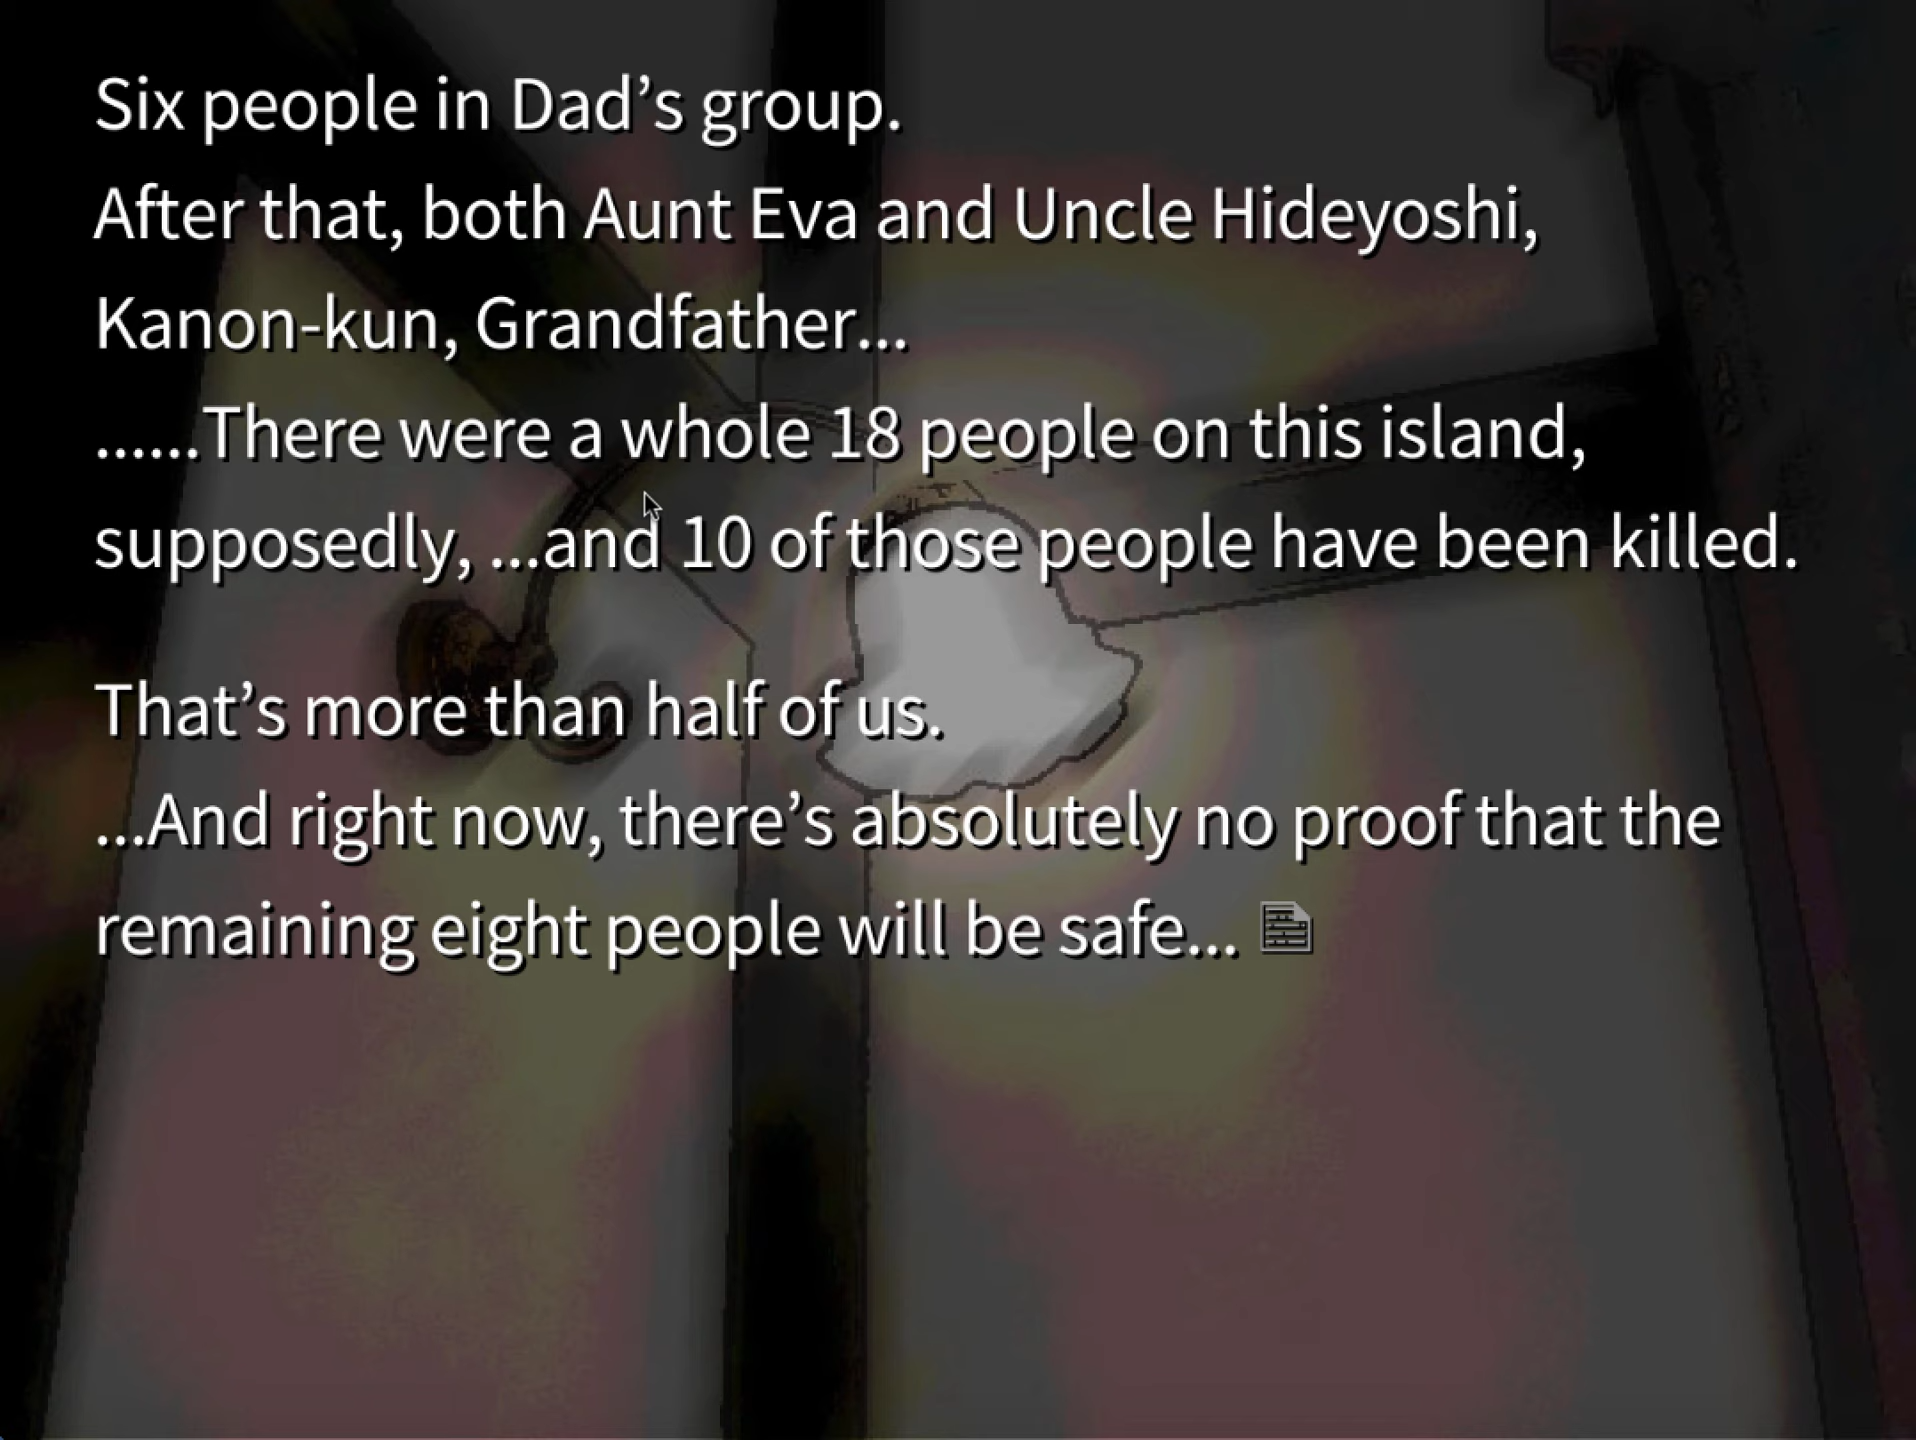 Six people in Dad’s group.
After that, both Aunt Eva and Uncle Hideyoshi,
Kanon-kun, Grandfather...
......There were a whole 18 people on this island,
supposedly, ...and 10 of those people have been killed.
That’s more than half of us.
...And right now, there’s absolutely no proof that the
remaining eight people will be safe...